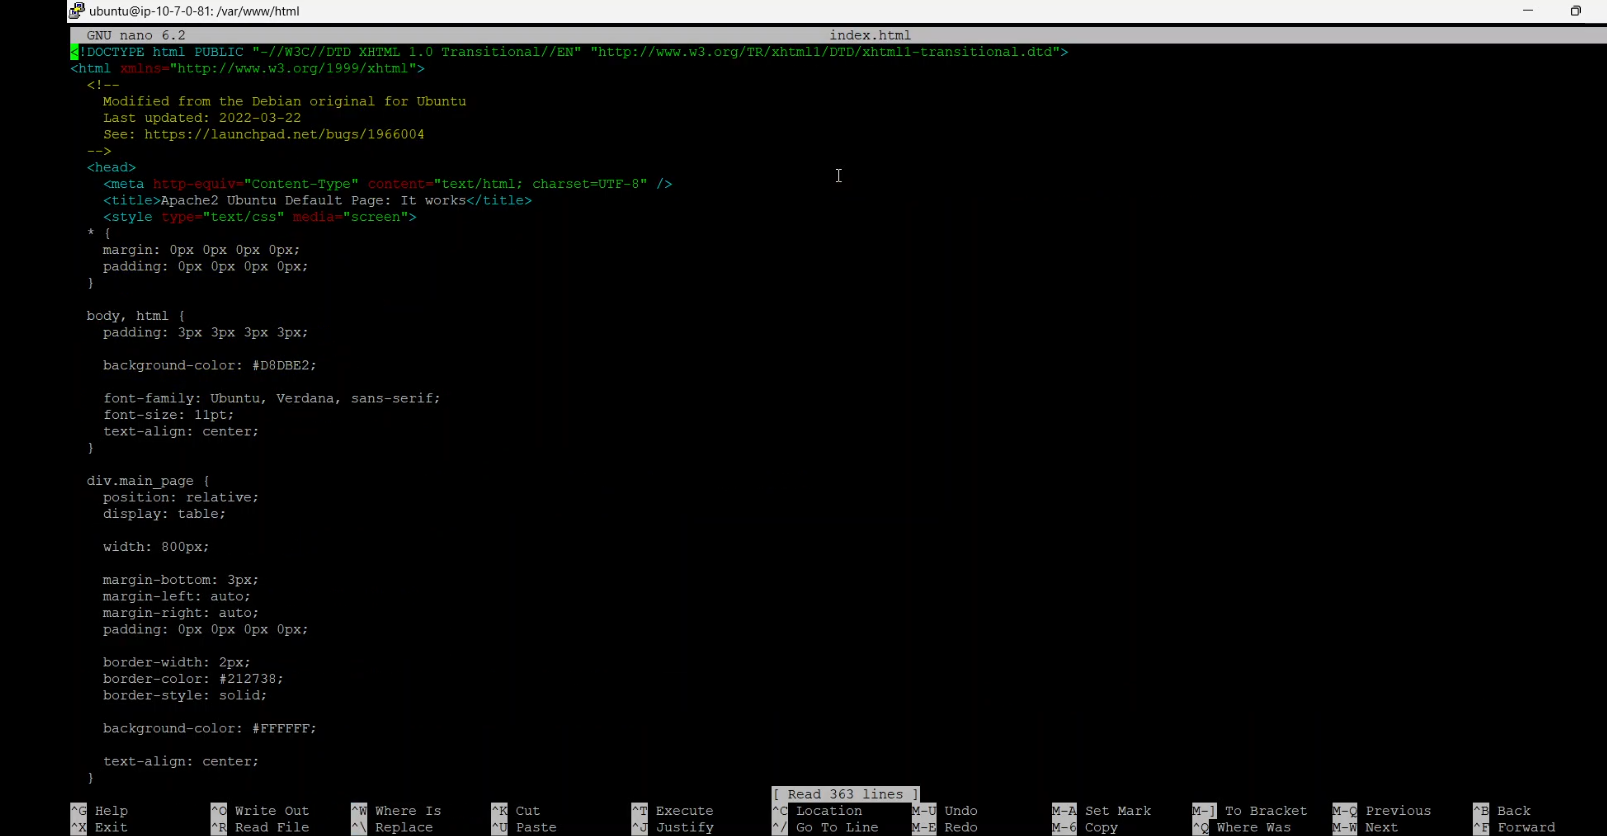 ubuntu@ip-10-7-0-81: /var/www/html
GNU nano 6.2 index.html
<!DOCTYPE html PUBLIC "-//W3C//DTD XHTML 1.0 Transitional//EN" "http://www.w3.org/TR/xhtml1/DTD/xhtml1-transitional.dtd">
<html xmlns="http://www.w3.org/1999/xhtml">
<!--
Modified from the Debian original for Ubuntu
Last updated: 2022-03-22
See: https://launchpad.net/bugs/1966004
-->
<head>
<meta http-equiv="Content-Type" content="text/html; charset=UTF-8" />
<title>Apache2 Ubuntu Default Page: It works</title>
<style type="text/css" media="screen">
* {
margin: 0px 0px 0px 0px;
padding: 0px 0px 0px 0px;
}
body, html {
padding: 3px 3px 3px 3px;
background-color: #D8DBE2;
font-family: Ubuntu, Verdana, sans-serif;
font-size: 11pt;
text-align: center;
}
div.main_page {
position: relative;
display: table;
width: 800px;
margin-bottom: 3px;
margin-left: auto;
margin-right: auto;
padding: 0px 0px 0px 0px;
border-width: 2px;
border-color: #212738;
border-style: solid;
background-color: #FFFFFF;
text-align: center;
}
[ Read 363 lines ]
^G Help ^O Write Out ^W Where Is ^K Cut ^T Execute ^C Location M-U Undo M-A Set Mark M-] To Bracket M-Q Previous ^B Back
^X Exit ^R Read File ^\ Replace ^U Paste ^J Justify ^/ Go To Line M-E Redo M-6 Copy ^Q Where Was M-W Next ^F Forward